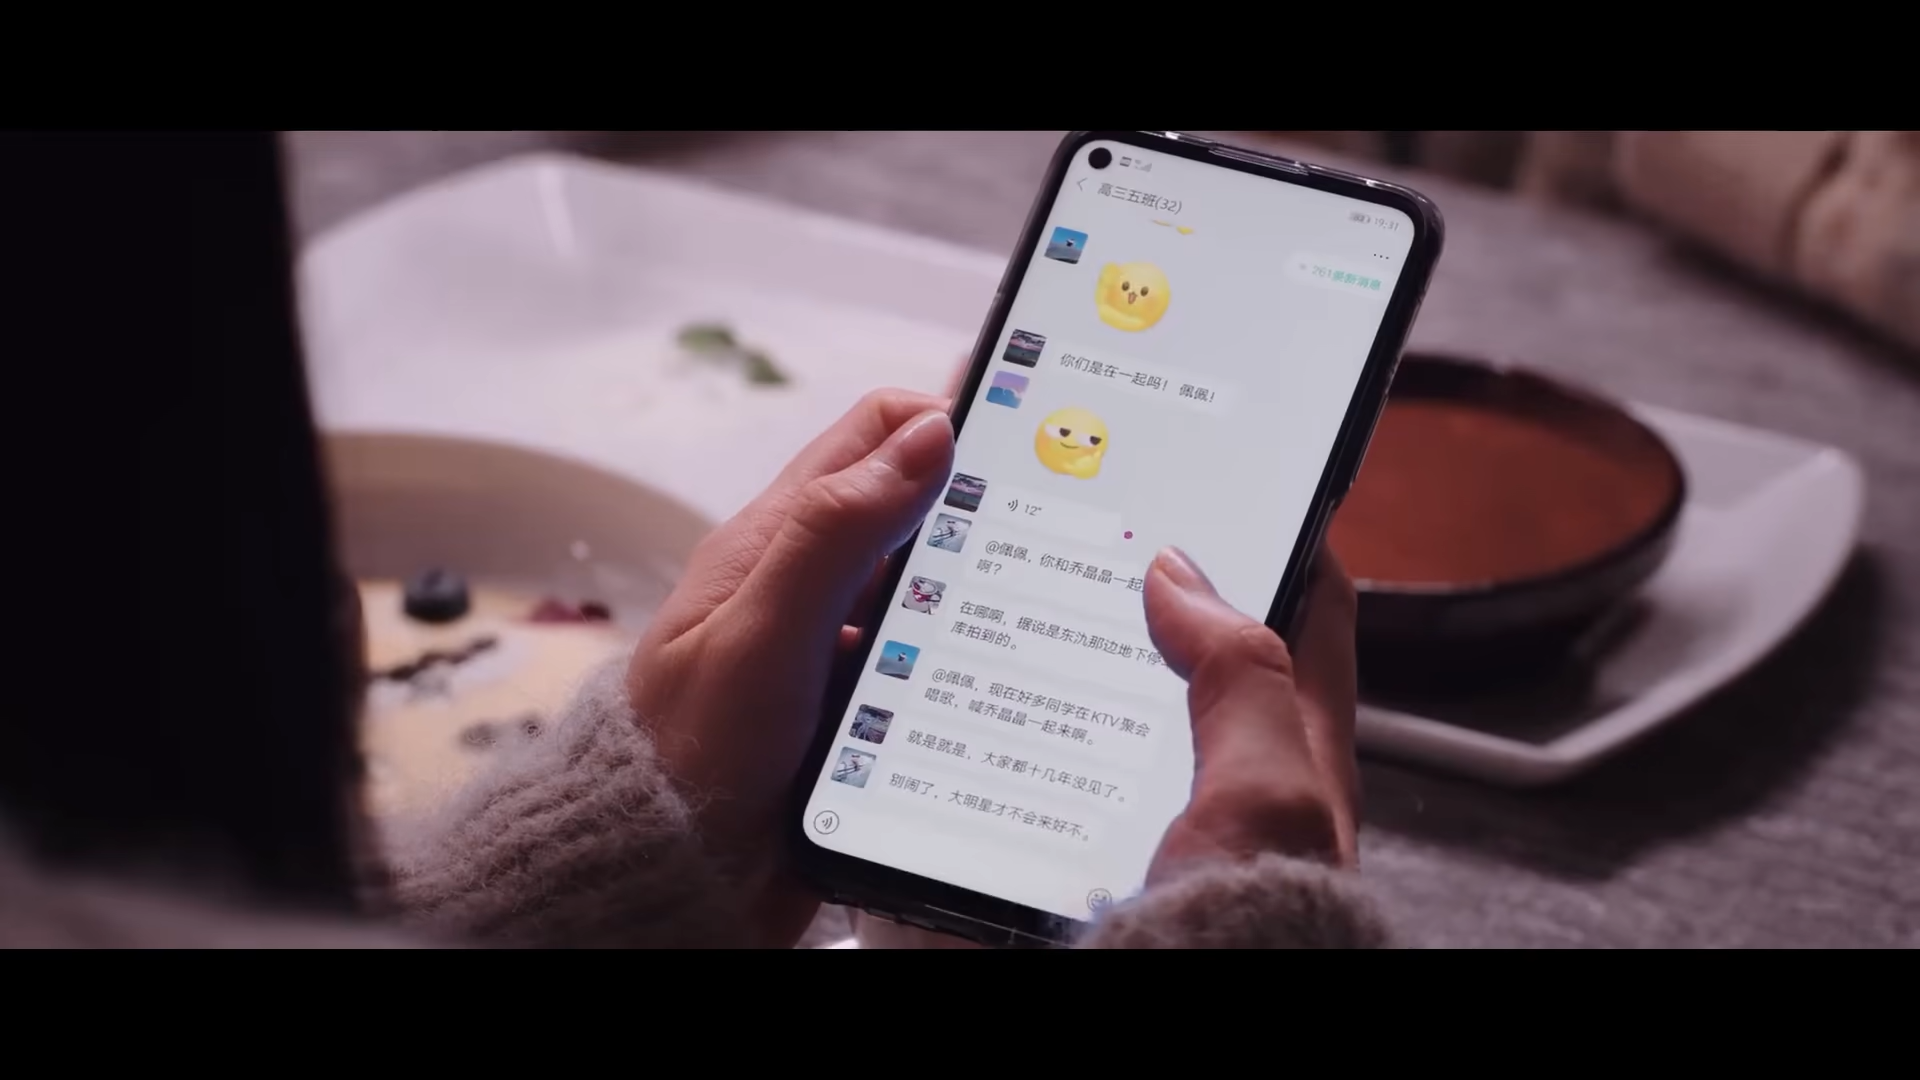 19:31
高三五班(32)
261条新消息
你们是在一起吗！佩佩！
12"
@佩佩，你和乔晶晶一起
啊？
在哪啊，据说是东氿那边地下停
库拍到的。
@佩佩，现在好多同学在KTV聚会
唱歌，喊乔晶晶一起来啊。
就是就是，大家都十几年没见了。
别闹了，大明星才不会来好不。